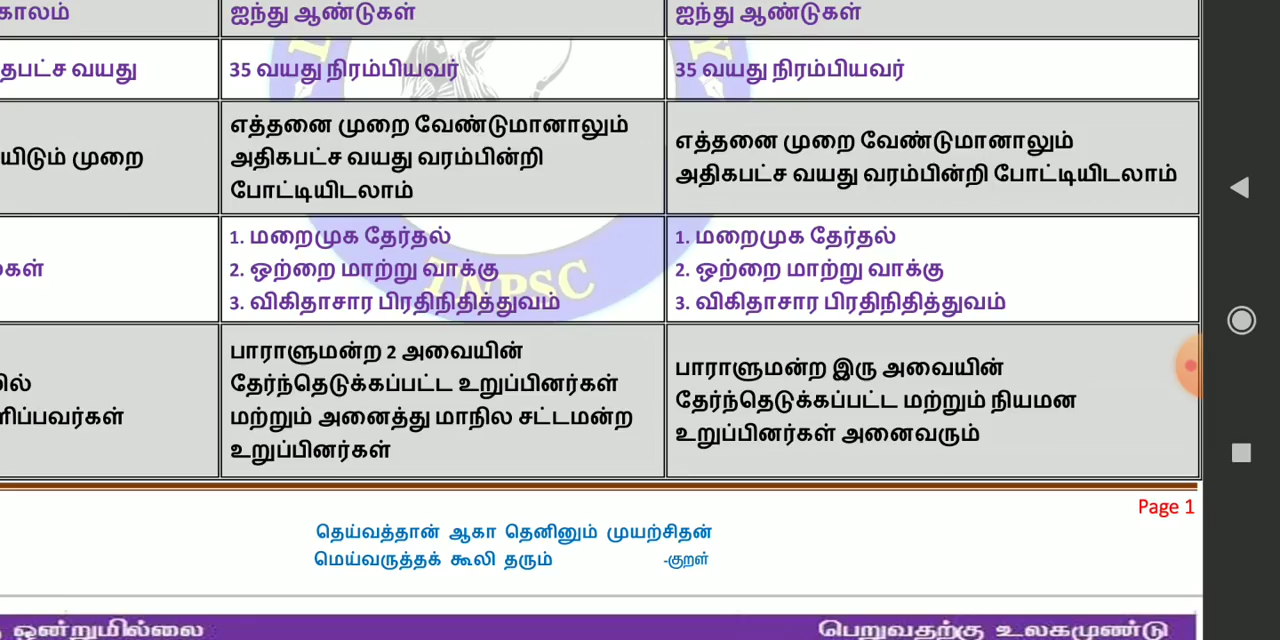 காலம்
ஐந்து ஆண்டுகள்
ஐந்து ஆண்டுகள்
35 வயது நிரம்பியவர்
35 வயது நிரம்பியவர்
தபட்ச வயது
எத்தனை முறை வேண்டுமானாலும்
அதிகபட்ச வயது வரம்பின்றி
போட்டியிடலாம்
எத்தனை முறை வேண்டுமானாலும்
அதிகபட்ச வயது வரம்பின்றி போட்டியிடலாம்
யிடும் முறை
1. மறைமுக தேர்தல்
2. ஒற்றை மாற்று வாக்கு
3. விகிதாசார பிரதிநிதித்துவம்
1. மறைமுக தேர்தல்
2. ஒற்றை மாற்று வாக்கு
3. விகிதாசார பிரதிநிதித்துவம்
கள்
TNPSC
பாராளுமன்ற 2 அவையின்
தேர்ந்தெடுக்கப்பட்ட உறுப்பினர்கள்
மற்றும் அனைத்து மாநில சட்டமன்ற
உறுப்பினர்கள்
பாராளுமன்ற இரு அவையின்
தேர்ந்தெடுக்கப்பட்ட மற்றும் நியமன
உறுப்பினர்கள் அனைவரும்
ில்
ளிப்பவர்கள்
Page 1
தெய்வத்தான் ஆகா தெனினும் முயற்சிதன்
மெய்வருத்தக் கூலி தரும் -குறள்
ஒன்றுமில்லை
பெறுவதற்கு உலகமுண்டு